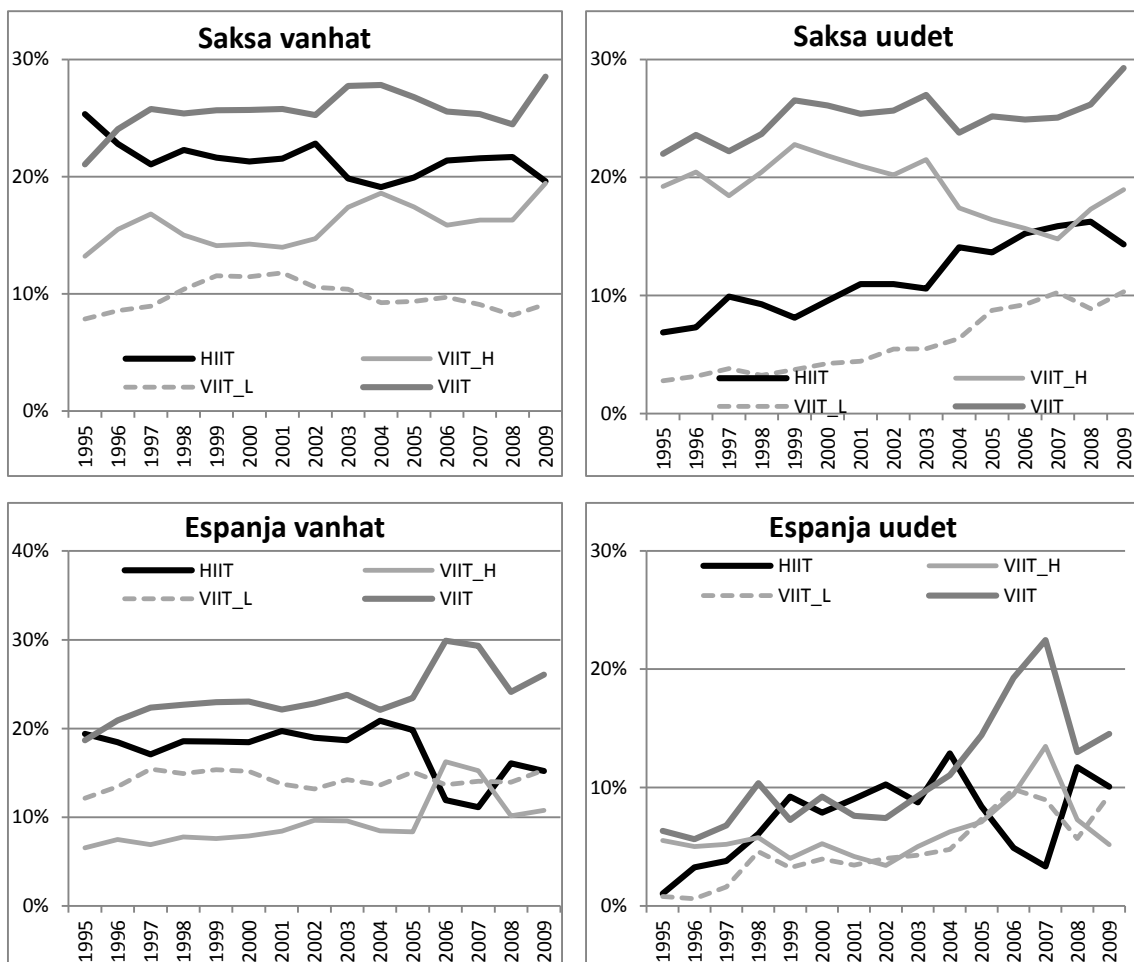 Saksa vanhat
30%
20%
10%
0%
HIIT VIIT_H
VIIT_L VIIT
1995 1996 1997 1998 1999 2000 2001 2002 2003 2004 2005 2006 2007 2008 2009
Saksa uudet
30%
20%
10%
0%
HIIT VIIT_H
VIIT_L VIIT
1995 1996 1997 1998 1999 2000 2001 2002 2003 2004 2005 2006 2007 2008 2009
Espanja vanhat
40%
30%
20%
10%
0%
HIIT VIIT_H
VIIT_L VIIT
1995 1996 1997 1998 1999 2000 2001 2002 2003 2004 2005 2006 2007 2008 2009
Espanja uudet
30%
20%
10%
0%
HIIT VIIT_H
VIIT_L VIIT
1995 1996 1997 1998 1999 2000 2001 2002 2003 2004 2005 2006 2007 2008 2009